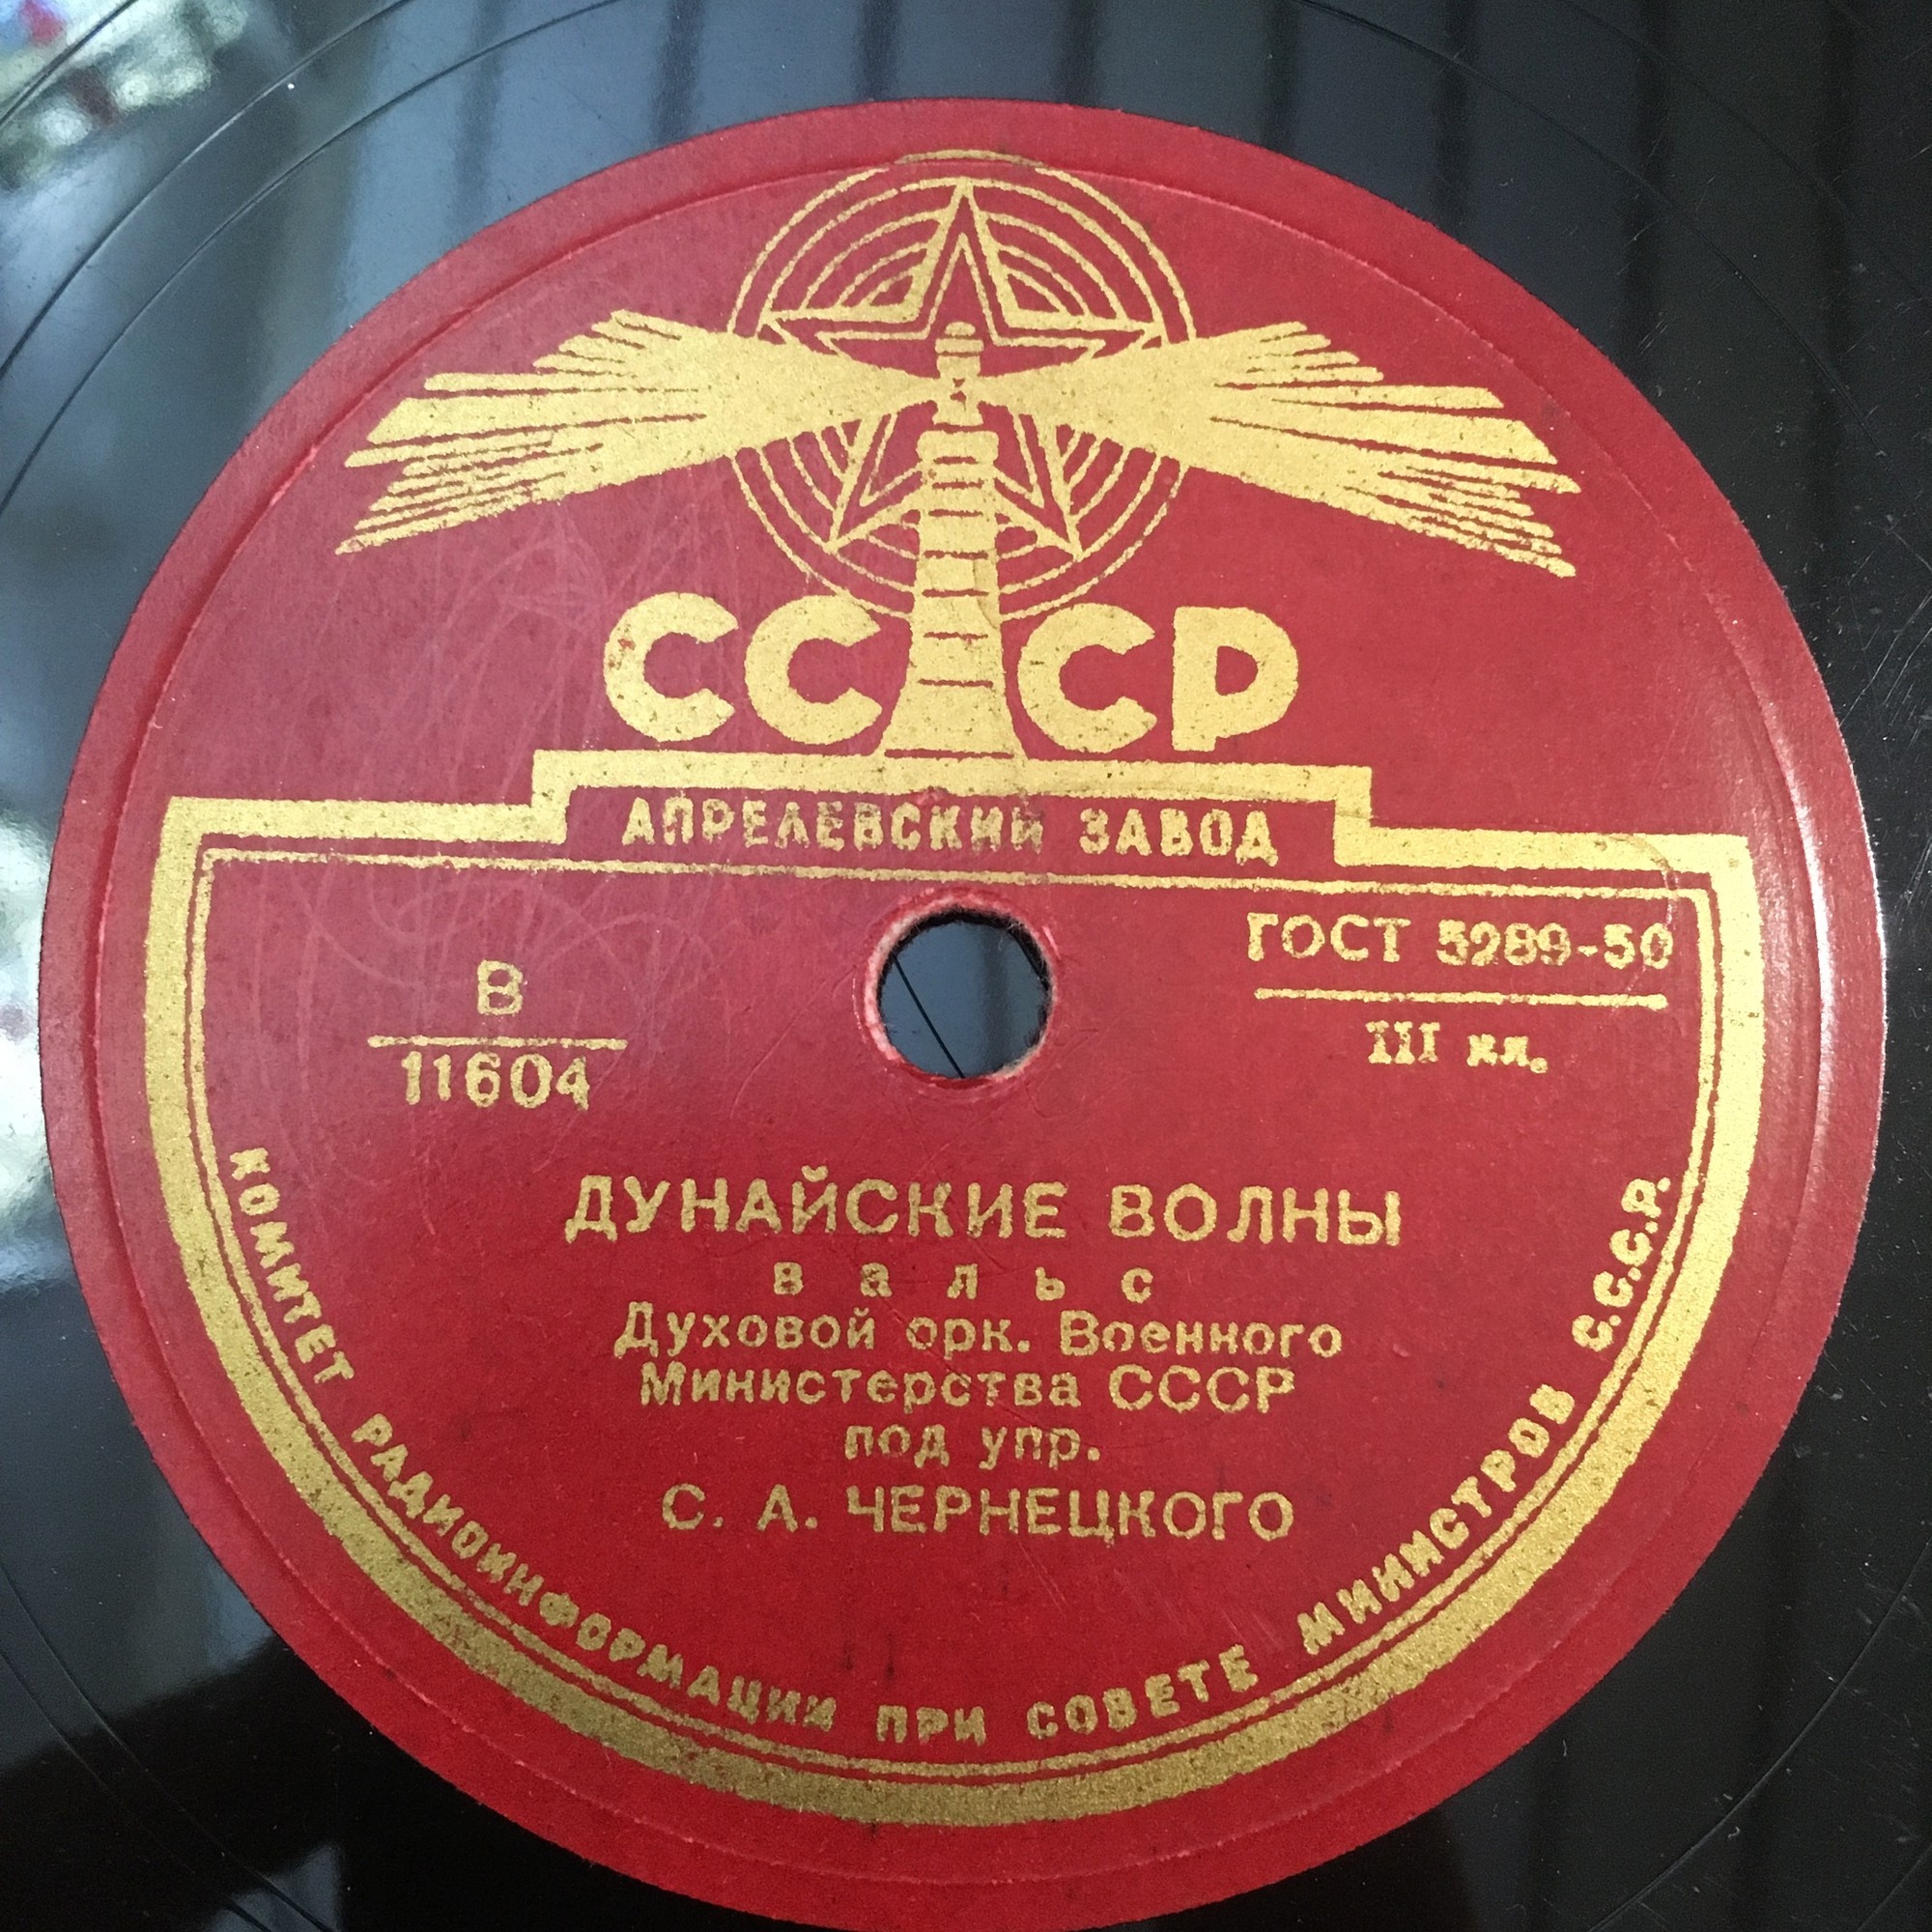 СССР
АПРЕЛЕВСКИЙ ЗАВОД
ГОСТ 5289-50
III кл.
В
11604
ДУНАЙСКИЕ ВОЛНЫ
вальс
Духовой орк. Военного
Министерства СССР
под упр.
С. А. ЧЕРНЕЦКОГО
КОМИТЕТ РАДИОИНФОРМАЦИИ ПРИ СОВЕТЕ МИНИСТРОВ С.С.С.Р.